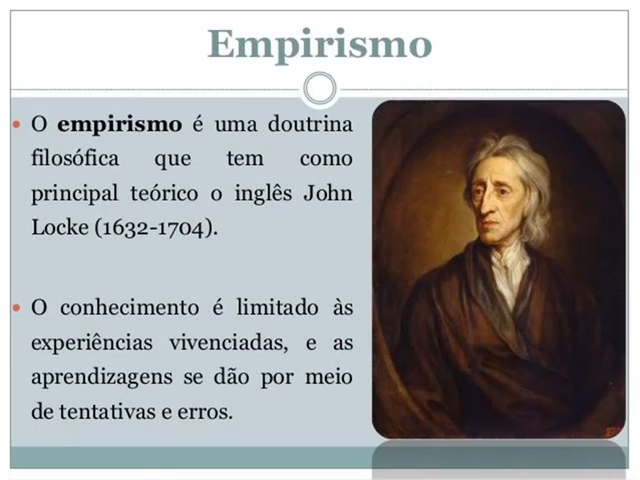 Empirismo
• O empirismo é uma doutrina
filosófica que tem como
principal teórico o inglês John
Locke (1632-1704).
• O conhecimento é limitado às
experiências vivenciadas, e as
aprendizagens se dão por meio
de tentativas e erros.